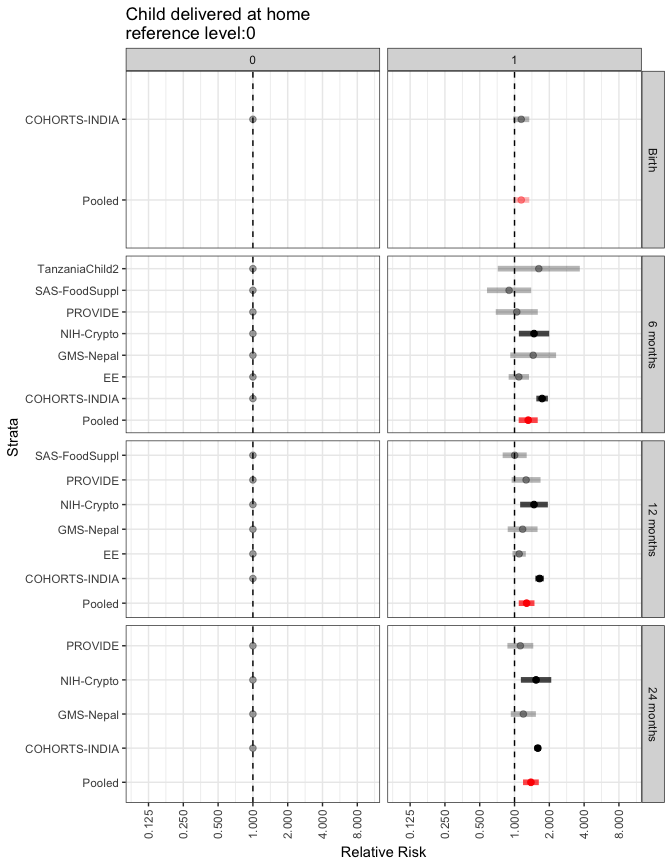 Child delivered at home
reference level:0
0
1
COHORTS-INDIA
Pooled
Birth
TanzaniaChild2
SAS-FoodSuppl
PROVIDE
NIH-Crypto
GMS-Nepal
EE
COHORTS-INDIA
Pooled
6 months
SAS-FoodSuppl
PROVIDE
NIH-Crypto
GMS-Nepal
EE
COHORTS-INDIA
Pooled
12 months
PROVIDE
NIH-Crypto
GMS-Nepal
COHORTS-INDIA
Pooled
24 months
Strata
0.125
0.250
0.500
1.000
2.000
4.000
8.000
0.125
0.250
0.500
1.000
2.000
4.000
8.000
Relative Risk